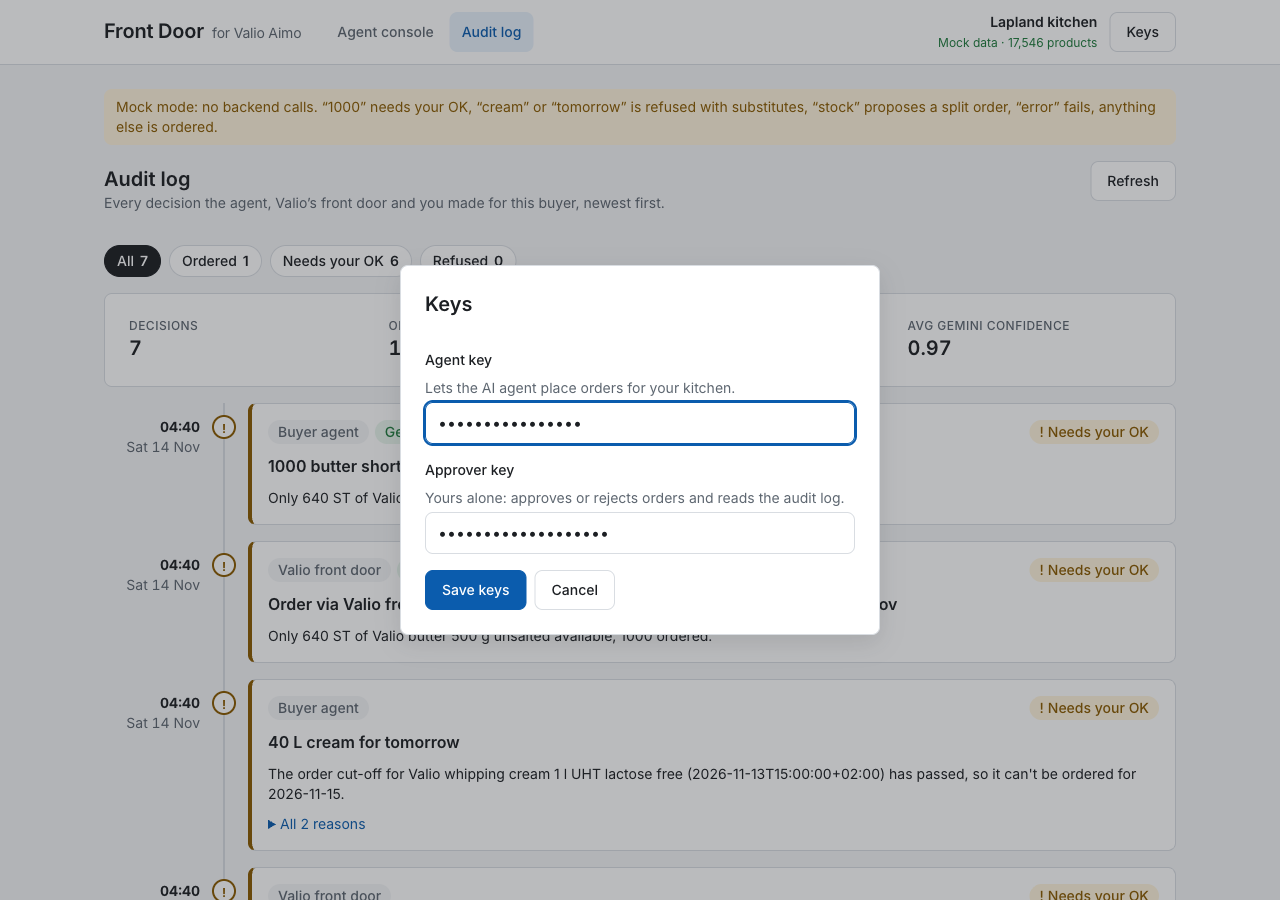 Front Door for Valio Aimo
Agent console
Audit log
Lapland kitchen
Mock data · 17,546 products
Keys
Mock mode: no backend calls. “1000” needs your OK, “cream” or “tomorrow” is refused with substitutes, “stock” proposes a split order, “error” fails, anything
else is ordered.
Audit log
Every decision the agent, Valio’s front door and you made for this buyer, newest first.
Refresh
All 7
Ordered 1
Needs your OK 6
Refused 0
DECISIONS
7
AVG GEMINI CONFIDENCE
0.97
Keys
Agent key
Lets the AI agent place orders for your kitchen.
Approver key
Yours alone: approves or rejects orders and reads the audit log.
Save keys
Cancel
04:40
Sat 14 Nov
!
Buyer agent
! Needs your OK
1000 butter
Only 640 ST of
04:40
Sat 14 Nov
!
Valio front door
! Needs your OK
Order via Valio
Only 640 ST of Valio butter 500 g unsalted available, 1000 ordered.
04:40
Sat 14 Nov
!
Buyer agent
! Needs your OK
40 L cream for tomorrow
The order cut-off for Valio whipping cream 1 l UHT lactose free (2026-11-13T15:00:00+02:00) has passed, so it can't be ordered for
2026-11-15.
All 2 reasons
04:40
!
Valio front door
! Needs your OK